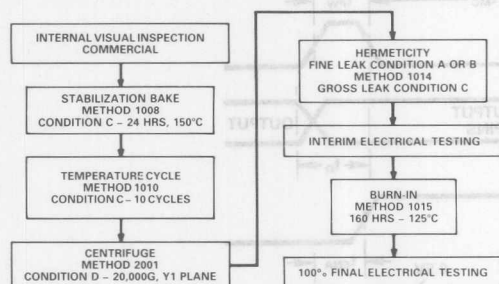 INTERNAL VISUAL INSPECTION
COMMERCIAL
STABILIZATION BAKE
METHOD 1008
CONDITION C – 24 HRS, 150°C
TEMPERATURE CYCLE
METHOD 1010
CONDITION C – 10 CYCLES
CENTRIFUGE
METHOD 2001
CONDITION D – 20,000G, Y1 PLANE
HERMETICITY
FINE LEAK CONDITION A OR B
METHOD 1014
GROSS LEAK CONDITION C
INTERIM ELECTRICAL TESTING
BURN-IN
METHOD 1015
160 HRS – 125°C
100% FINAL ELECTRICAL TESTING
OUTPUT